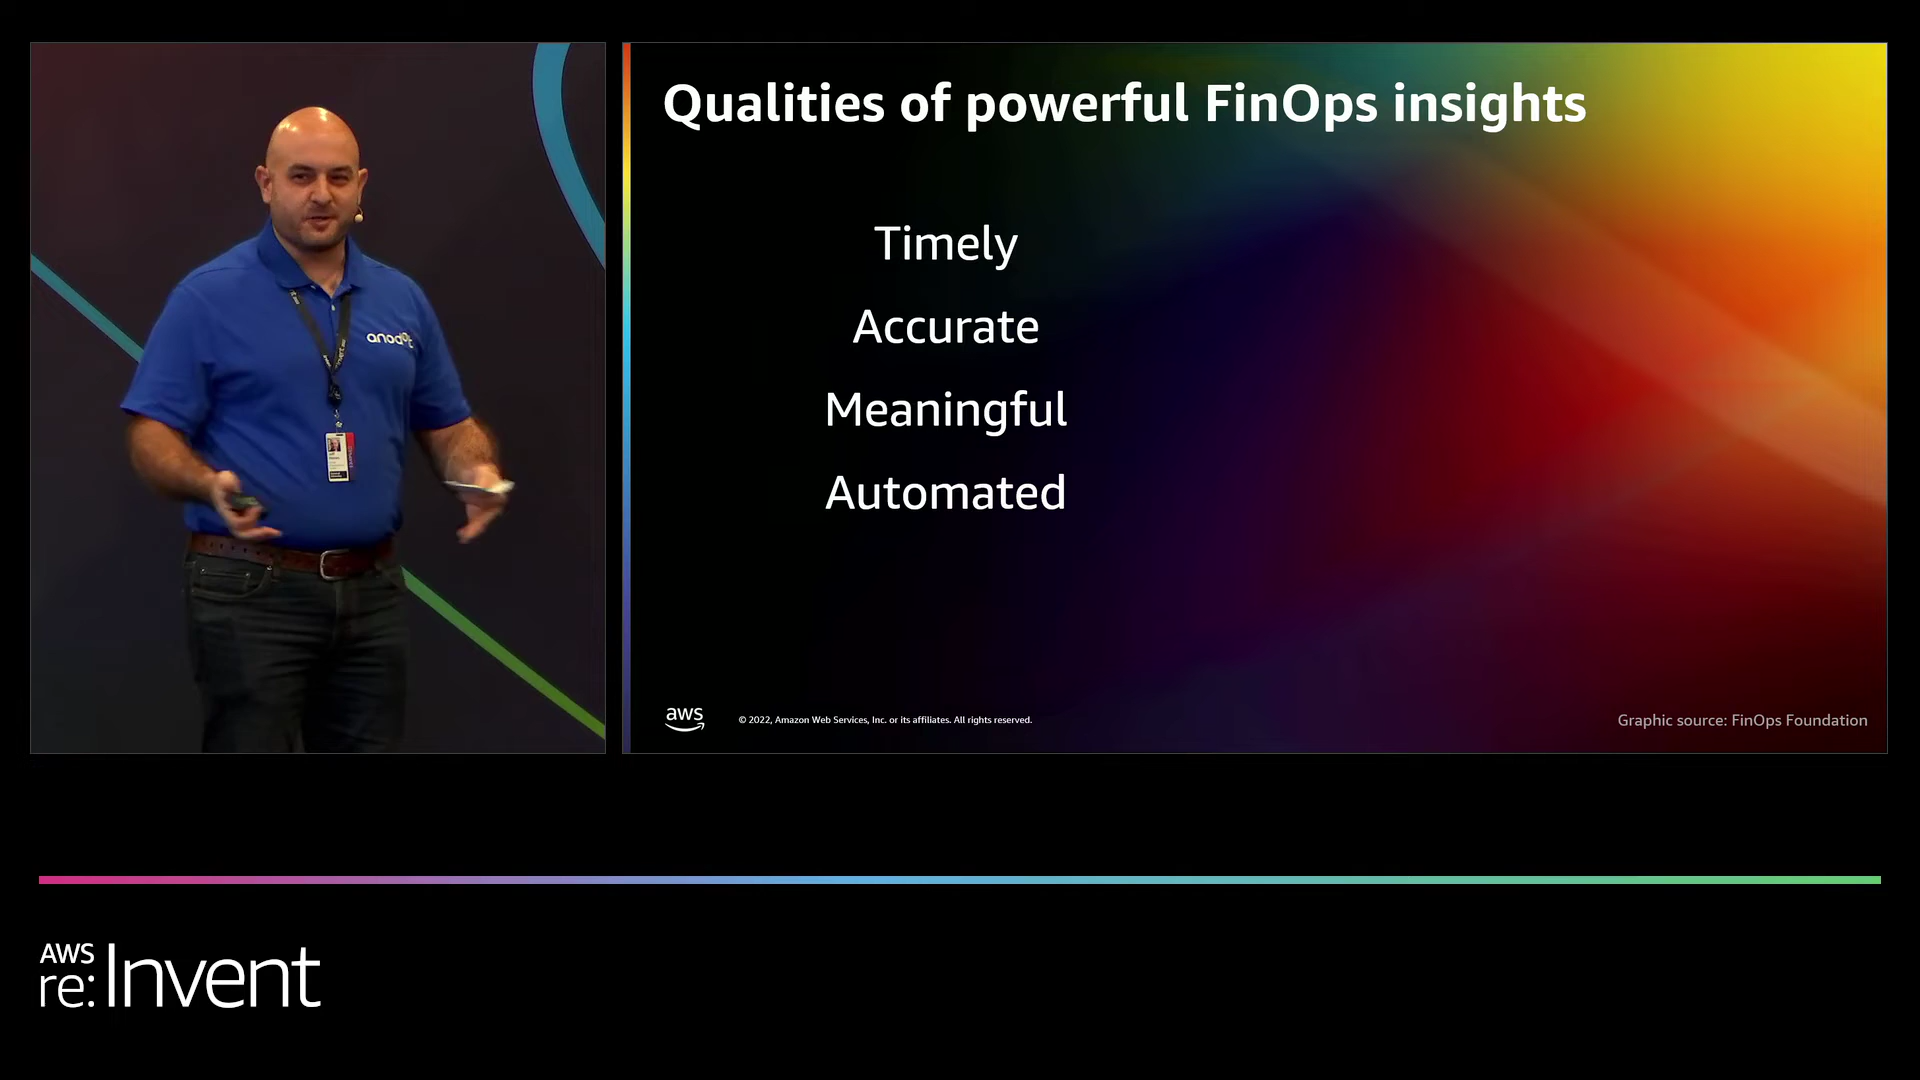 Qualities of powerful FinOps insights
Timely
Accurate
Meaningful
Automated
aws
© 2022, Amazon Web Services, Inc. or its affiliates. All rights reserved.
Graphic source: FinOps Foundation
anodot
AWS
re:Invent